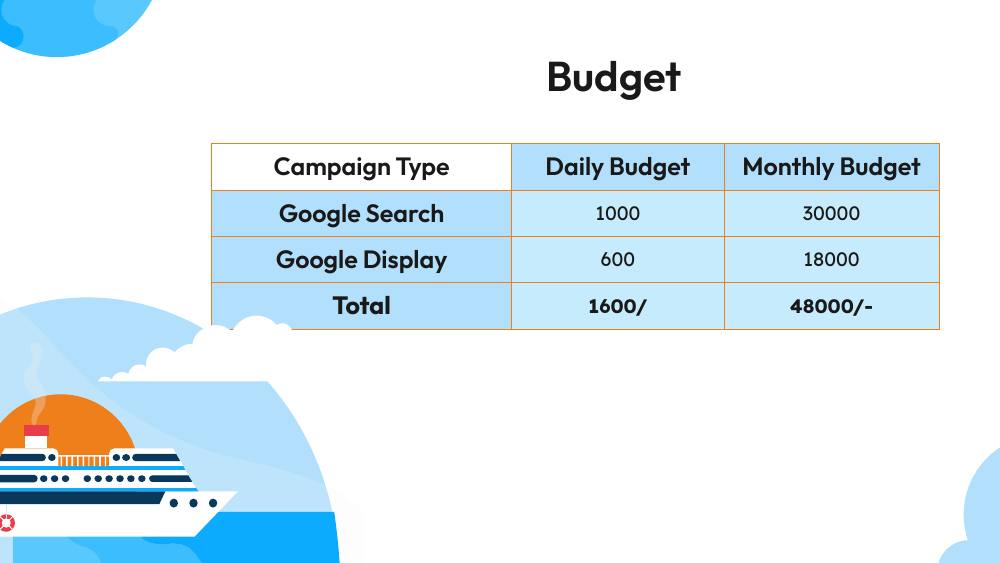 Budget
Campaign Type Daily Budget Monthly Budget
Google Search 1000 30000
Google Display 600 18000
Total 1600/ 48000/-